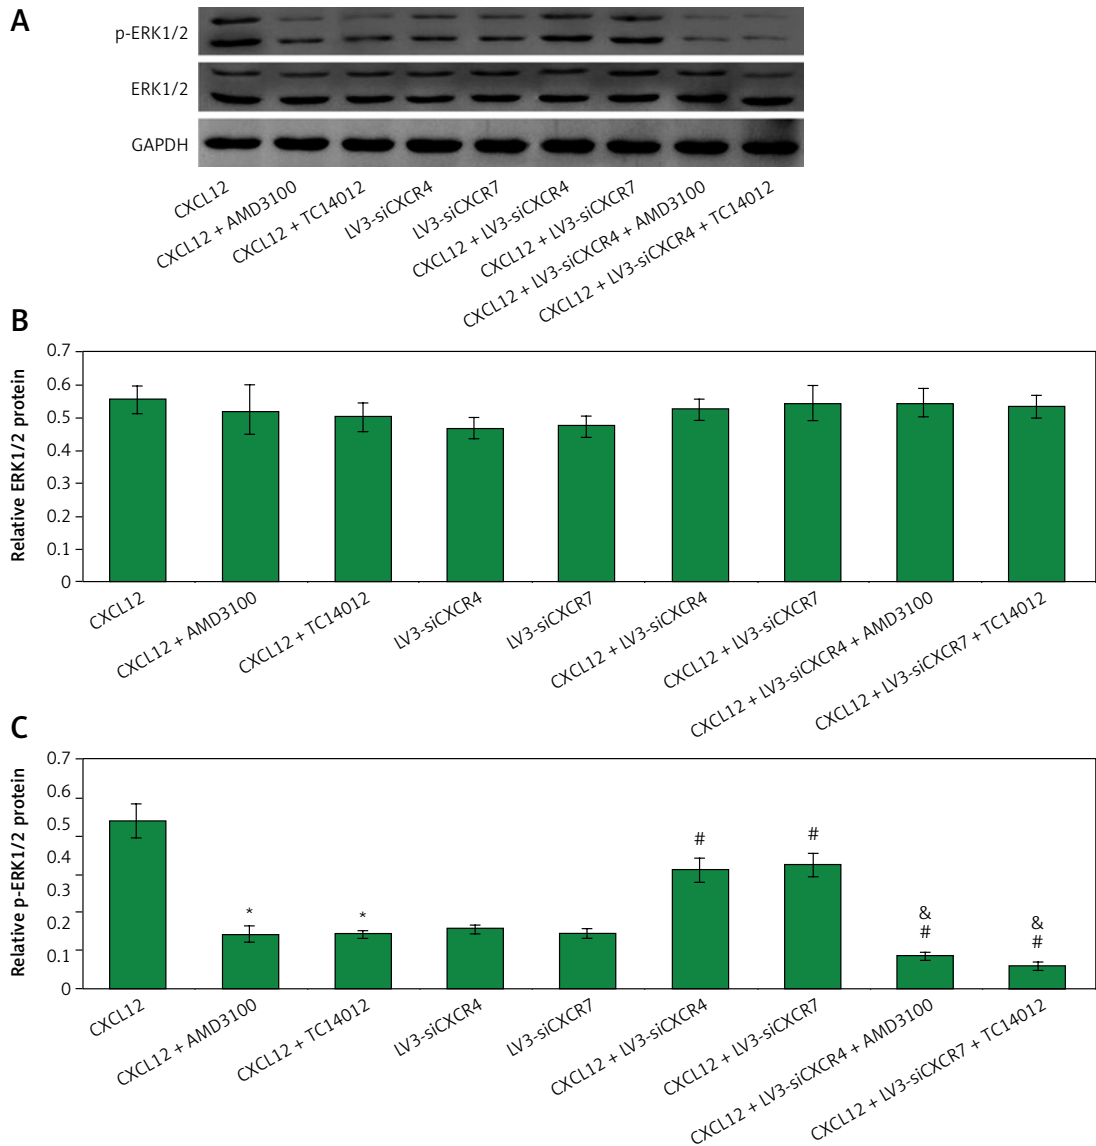 A
p-ERK1/2
ERK1/2
GAPDH
CXCL12
CXCL12 + AMD3100
CXCL12 + TC14012
LV3-siCXCR4
LV3-siCXCR7
CXCL12 + LV3-siCXCR4
CXCL12 + LV3-siCXCR7
CXCL12 + LV3-siCXCR4 + AMD3100
CXCL12 + LV3-siCXCR4 + TC14012
B
Relative ERK1/2 protein
0.7
0.6
0.5
0.4
0.3
0.2
0.1
0
CXCL12
CXCL12 + AMD3100
CXCL12 + TC14012
LV3-siCXCR4
LV3-siCXCR7
CXCL12 + LV3-siCXCR4
CXCL12 + LV3-siCXCR7
CXCL12 + LV3-siCXCR4 + AMD3100
CXCL12 + LV3-siCXCR7 + TC14012
C
Relative p-ERK1/2 protein
0.7
0.6
0.5
0.4
0.3
0.2
0.1
0
*
*
#
#
&
#
&
#
CXCL12
CXCL12 + AMD3100
CXCL12 + TC14012
LV3-siCXCR4
LV3-siCXCR7
CXCL12 + LV3-siCXCR4
CXCL12 + LV3-siCXCR7
CXCL12 + LV3-siCXCR4 + AMD3100
CXCL12 + LV3-siCXCR7 + TC14012